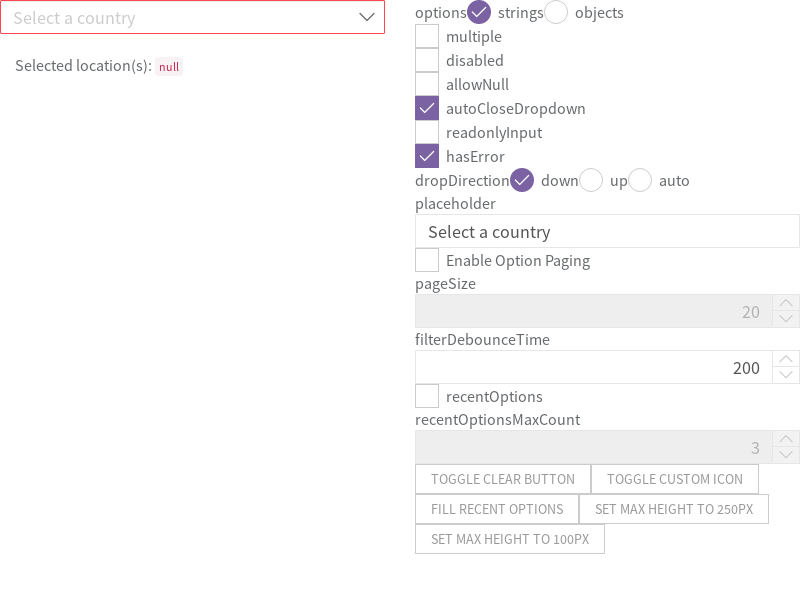 Select a country
Selected location(s): null
options strings objects
multiple
disabled
allowNull
autoCloseDropdown
readonlyInput
hasError
dropDirection down up auto
placeholder
Select a country
Enable Option Paging
pageSize
20
filterDebounceTime
200
recentOptions
recentOptionsMaxCount
3
TOGGLE CLEAR BUTTON TOGGLE CUSTOM ICON
FILL RECENT OPTIONS SET MAX HEIGHT TO 250PX
SET MAX HEIGHT TO 100PX